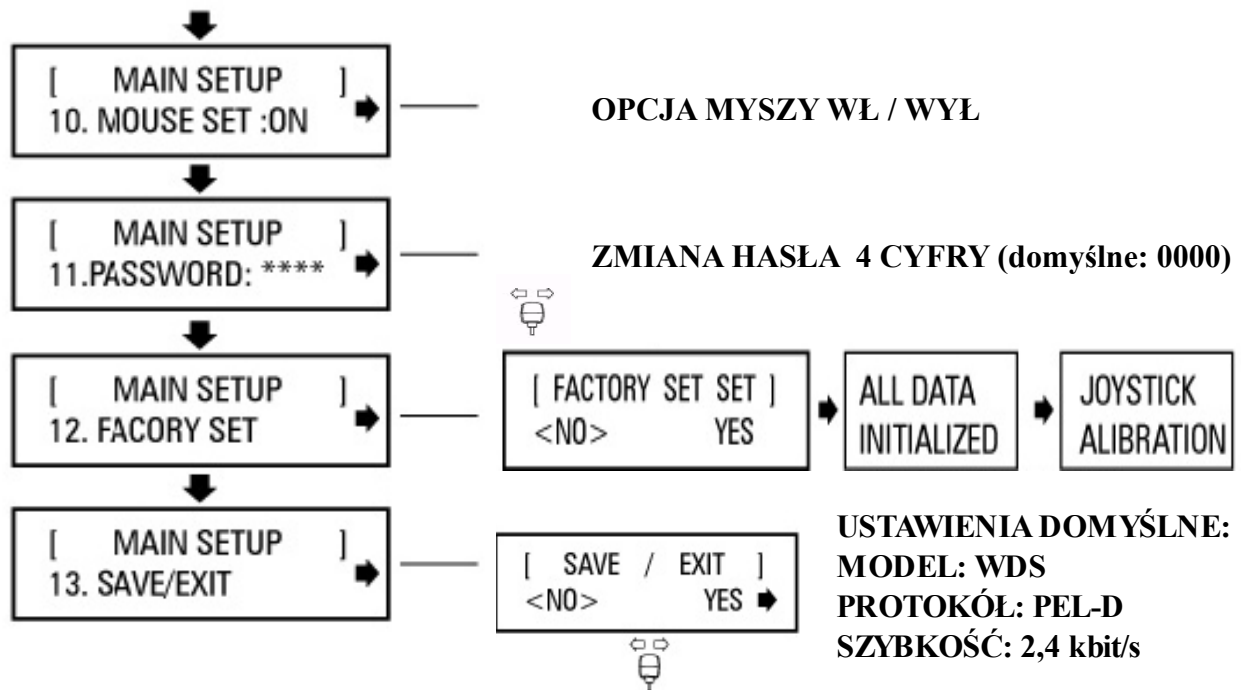 [ MAIN SETUP ]
10. MOUSE SET :ON
OPCJA MYSZY WŁ / WYŁ
[ MAIN SETUP ]
11.PASSWORD: ****
ZMIANA HASŁA 4 CYFRY (domyślne: 0000)
[ MAIN SETUP ]
12. FACORY SET
[ FACTORY SET SET ]
<NO> YES
ALL DATA
INITIALIZED
JOYSTICK
ALIBRATION
[ MAIN SETUP ]
13. SAVE/EXIT
[ SAVE / EXIT ]
<NO> YES
USTAWIENIA DOMYŚLNE:
MODEL: WDS
PROTOKÓŁ: PEL-D
SZYBKOŚĆ: 2,4 kbit/s